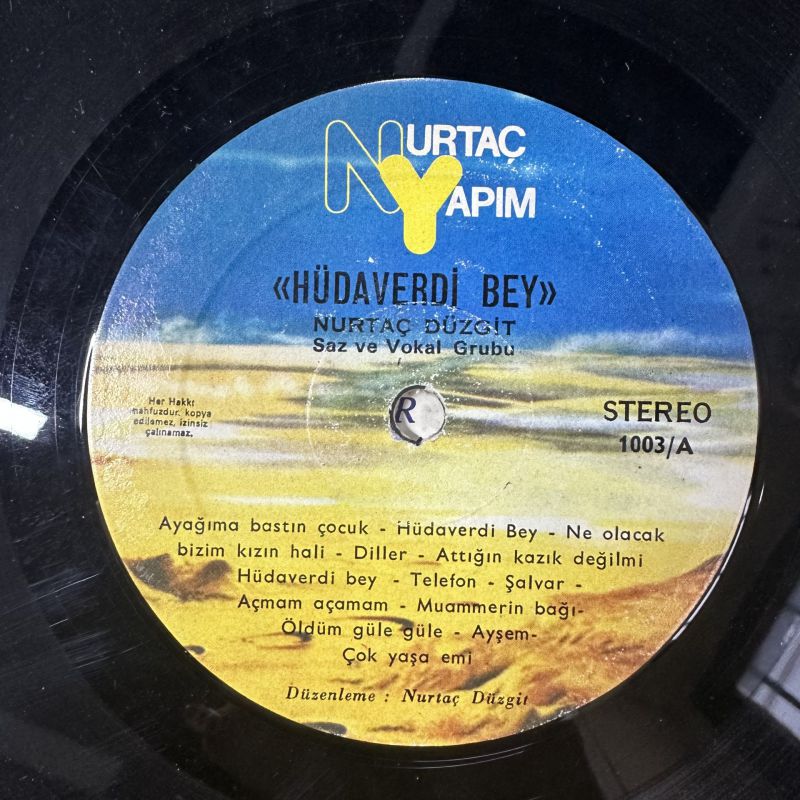 NURTAÇ
YAPIM
«HÜDAVERDİ BEY»
NURTAÇ DÜZGİT
Saz ve Vokal Grubu
Her Hakkı
mahfuzdur. kopya
edilemez, izinsiz
çalınamaz.
R
STEREO
1003/A
Ayağıma bastın çocuk - Hüdaverdi Bey - Ne olacak
bizim kızın hali - Diller - Attığın kazık değilmi
Hüdaverdi bey - Telefon - Şalvar -
Açmam açamam - Muammerin bağı-
Öldüm güle güle - Ayşem-
Çok yaşa emi
Düzenleme : Nurtaç Düzgit